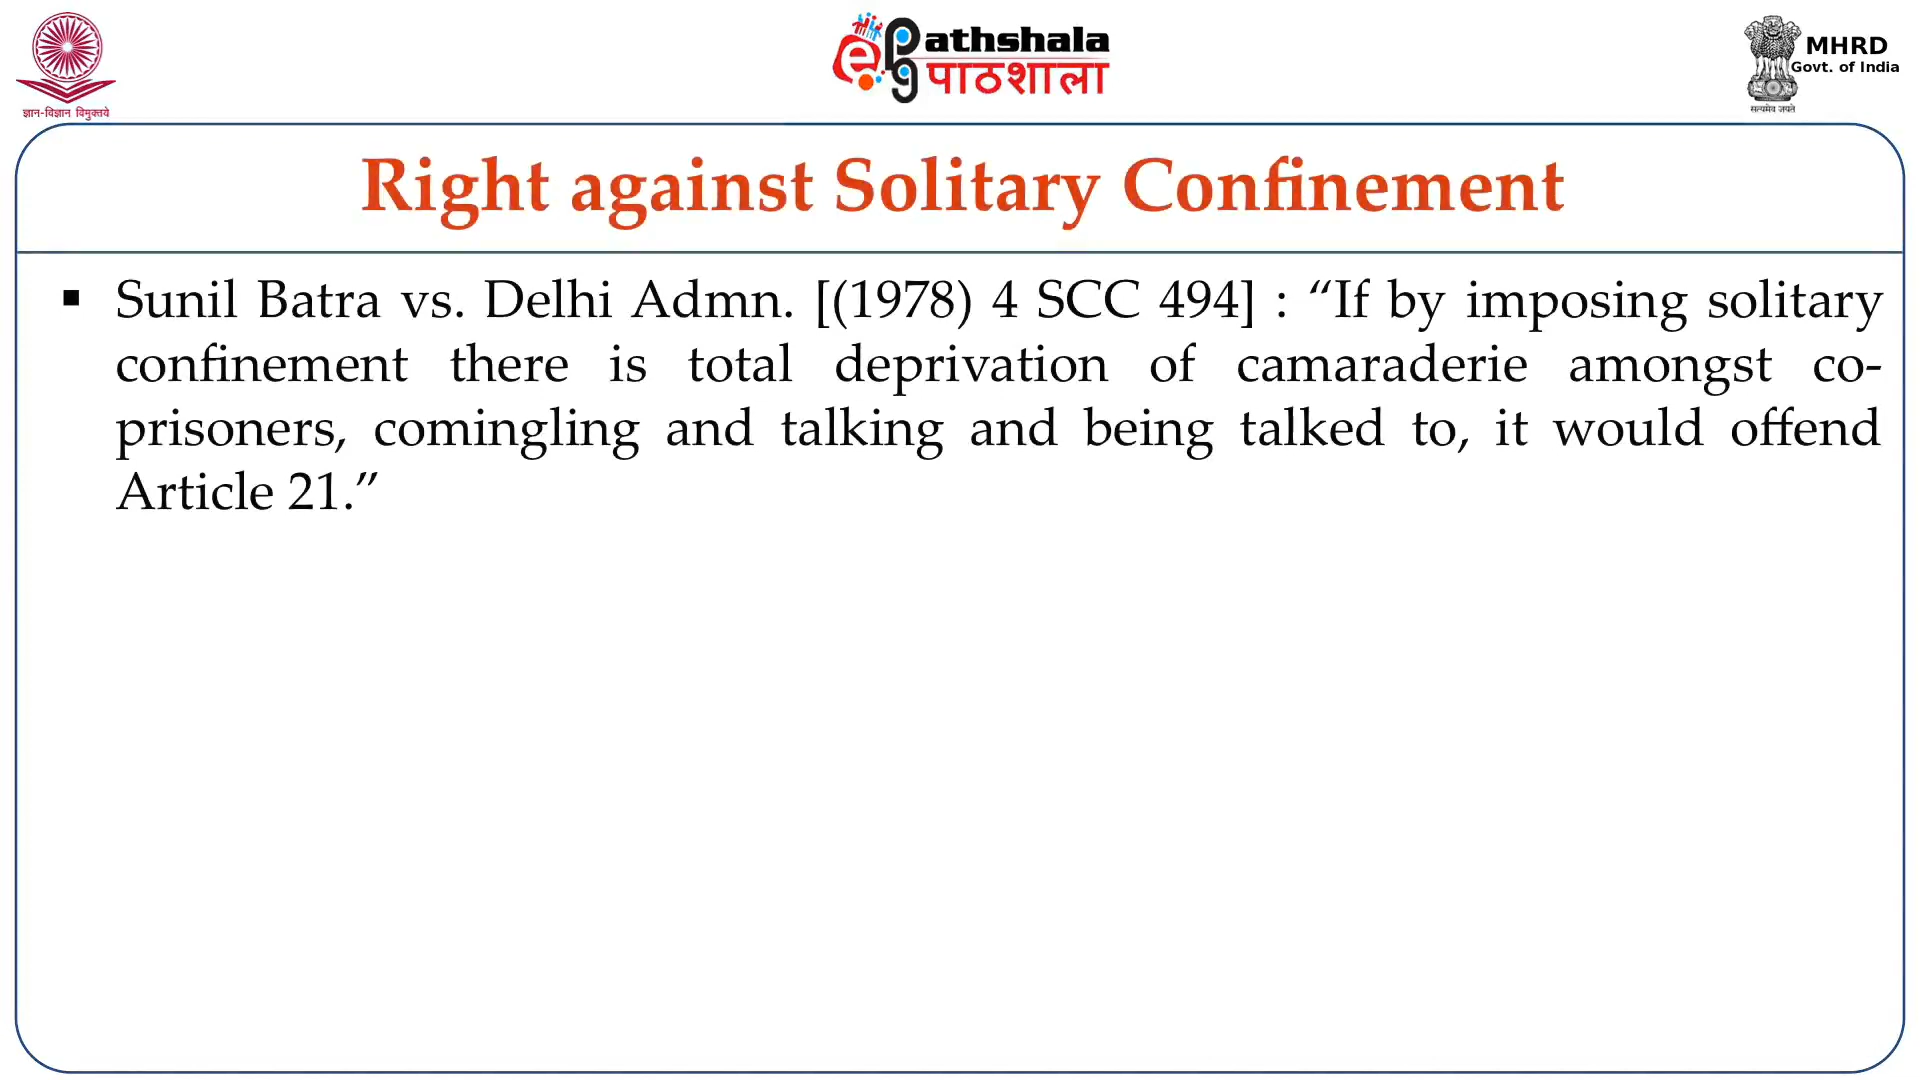 ज्ञान-विज्ञान विमुक्तये
e
pg
athshala
पाठशाला
MHRD
Govt. of India
सत्यमेव जयते
Right against Solitary Confinement
▪ Sunil Batra vs. Delhi Admn. [(1978) 4 SCC 494] : “If by imposing solitary
confinement there is total deprivation of camaraderie amongst co-
prisoners, comingling and talking and being talked to, it would offend
Article 21.”